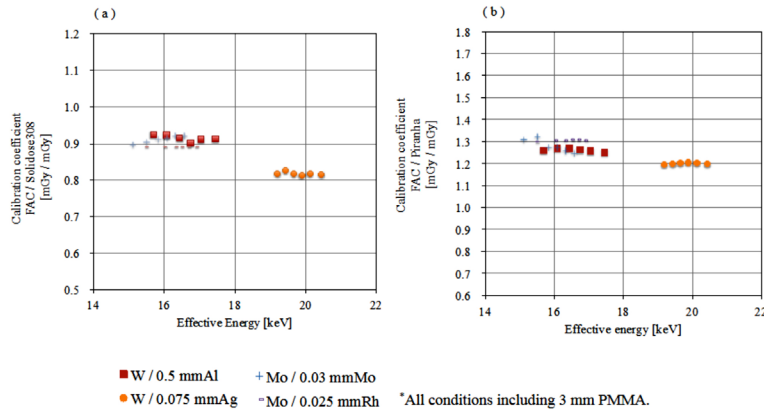 ( a )
1.2
1.1
1.0
0.9
0.8
0.7
0.6
0.5
14
16
18
20
22
Calibration coefficient
FAC / Solidose308
[mGy / mGy]
Effective Energy [keV]
( b )
1.8
1.7
1.6
1.5
1.4
1.3
1.2
1.1
1.0
0.9
0.8
0.7
0.6
14
16
18
20
22
Calibration coefficient
FAC / Piranha
[mGy / mGy]
Effective energy [keV]
W / 0.5 mmAl
Mo / 0.03 mmMo
W / 0.075 mmAg
Mo / 0.025 mmRh
*All conditions including 3 mm PMMA.